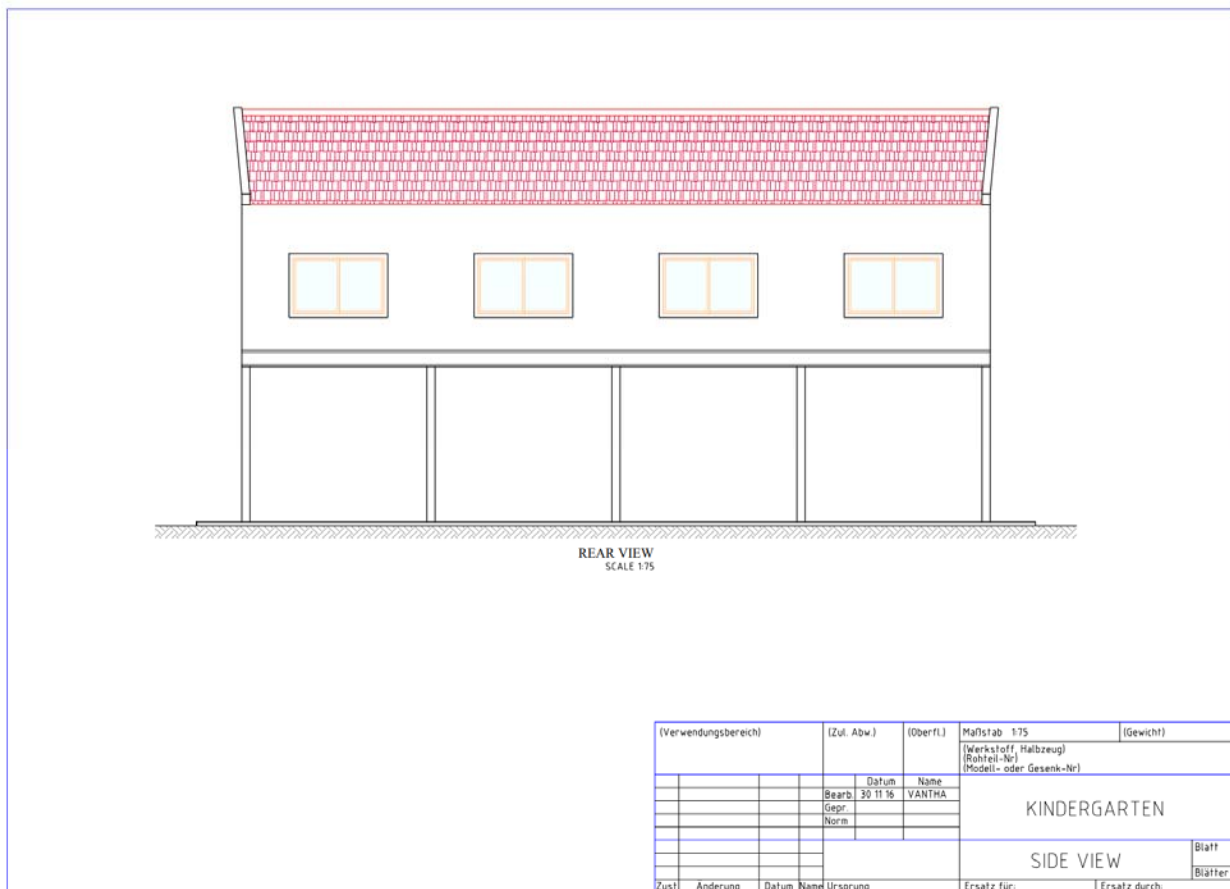 REAR VIEW
SCALE 1:75
(Verwendungsbereich)
(Zul. Abw.)
(Oberfl.)
Maßstab 1:75
(Gewicht)
(Werkstoff, Halbzeug)
(Rohteil-Nr)
(Modell- oder Gesenk-Nr)
Datum Name
Bearb. 30 11 16 VANTHA
Gepr.
Norm
KINDERGARTEN
SIDE VIEW
Blatt
Blätter
Zust. Änderung Datum Name Ursprung Ersatz für: Ersatz durch: